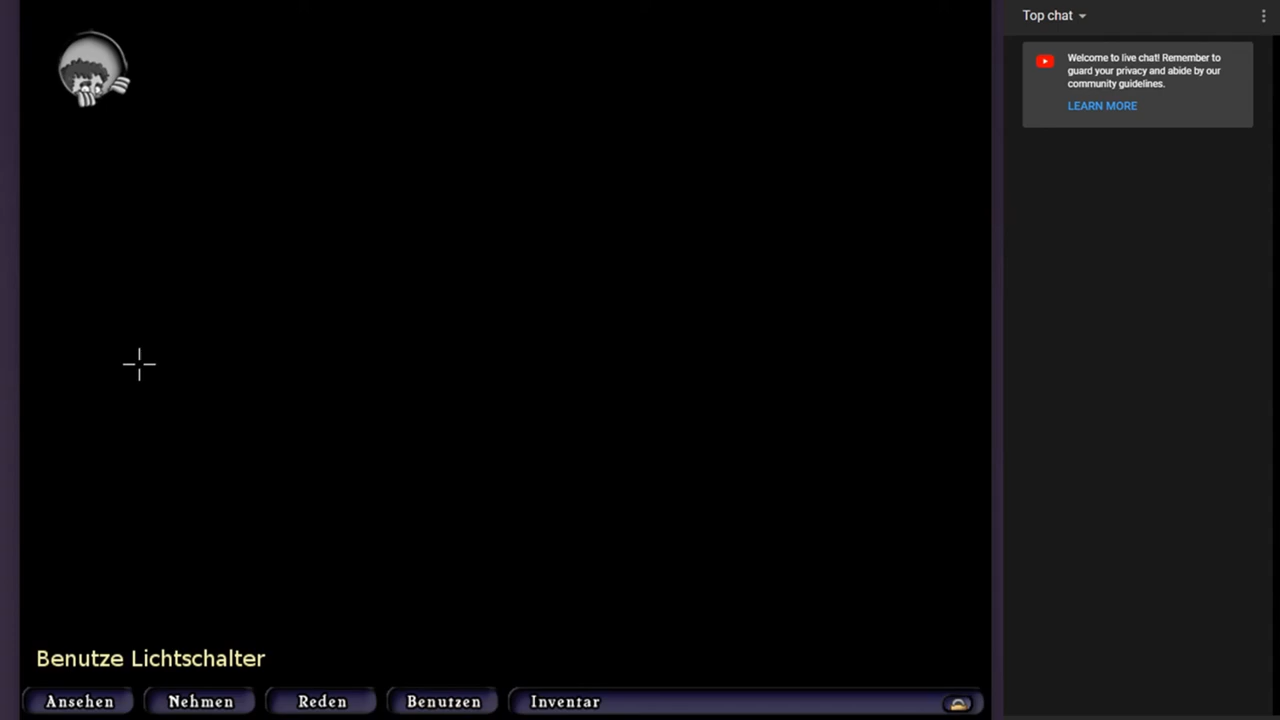 Top chat
Welcome to live chat! Remember to
guard your privacy and abide by our
community guidelines.
LEARN MORE
Benutze Lichtschalter
Ansehen
Nehmen
Reden
Benutzen
Inventar